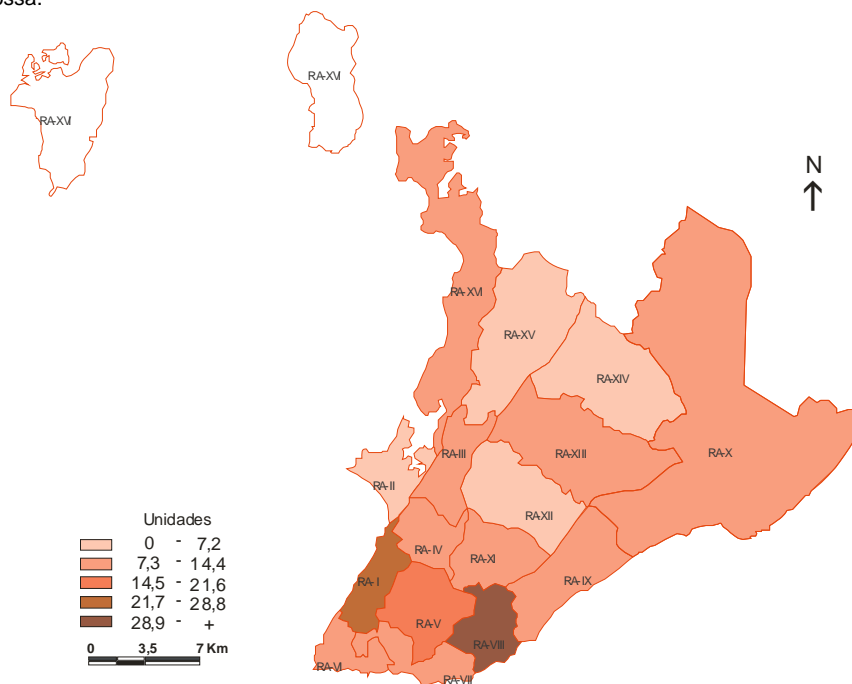 ossa.
RA-XVI
RA-XVI
N
RA-XVI
RA-XV
RA-XIV
RA-III
RA-XIII
RA-X
RA-II
RA-XII
Unidades
0 - 7,2
7,3 - 14,4
14,5 - 21,6
21,7 - 28,8
28,9 - +
RA-IV
RA-XI
RA-I
RA-IX
RA-V
RA-VIII
0 3,5 7 Km
RA-VI
RA-VII